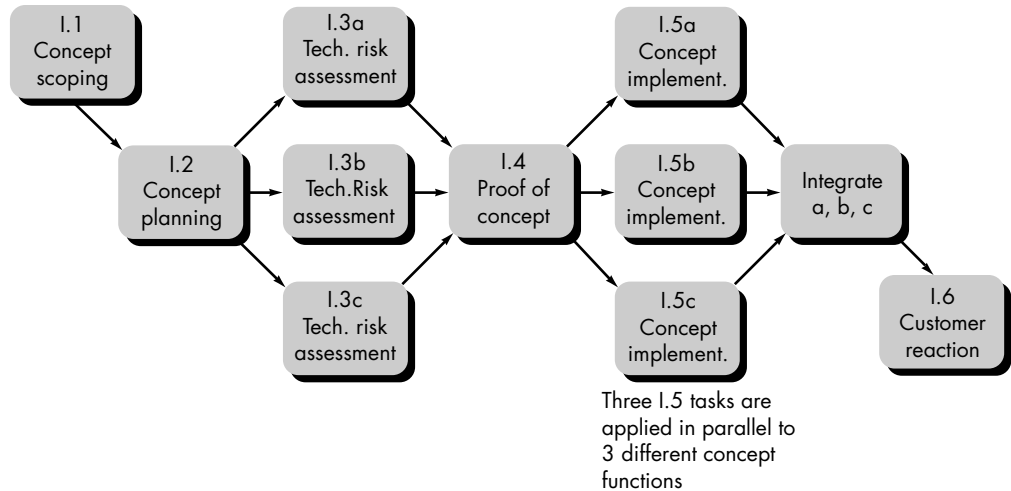 I.1
Concept
scoping
I.2
Concept
planning
I.3a
Tech. risk
assessment
I.3b
Tech.Risk
assessment
I.3c
Tech. risk
assessment
I.4
Proof of
concept
I.5a
Concept
implement.
I.5b
Concept
implement.
I.5c
Concept
implement.
Integrate
a, b, c
I.6
Customer
reaction
Three I.5 tasks are
applied in parallel to
3 different concept
functions